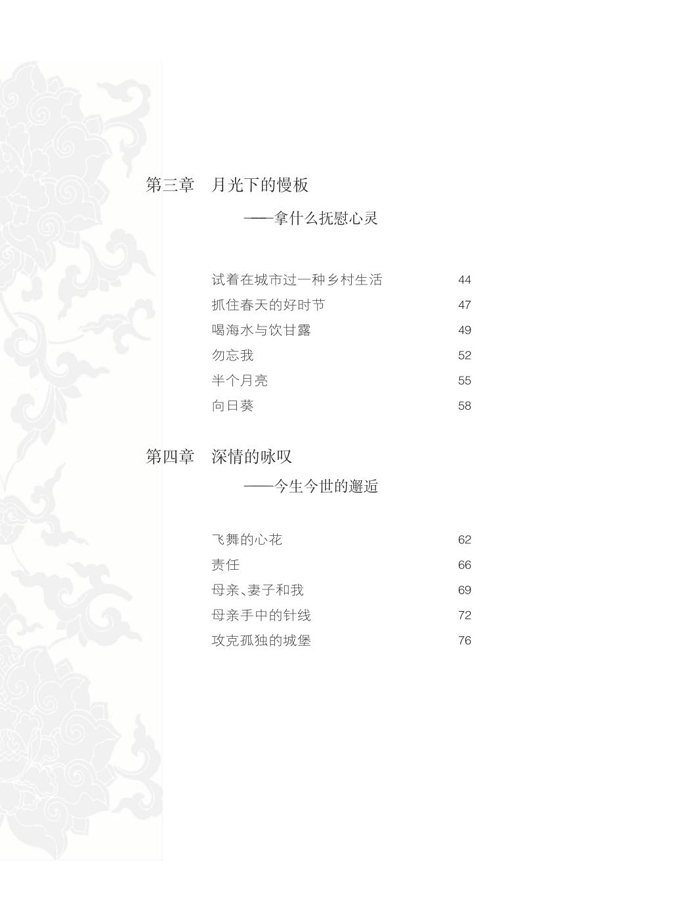 第三章 月光下的慢板
——拿什么抚慰心灵
试着在城市过一种乡村生活 44
抓住春天的好时节 47
喝海水与饮甘露 49
勿忘我 52
半个月亮 55
向日葵 58
第四章 深情的咏叹
——今生今世的邂逅
飞舞的心花 62
责任 66
母亲、妻子和我 69
母亲手中的针线 72
攻克孤独的城堡 76